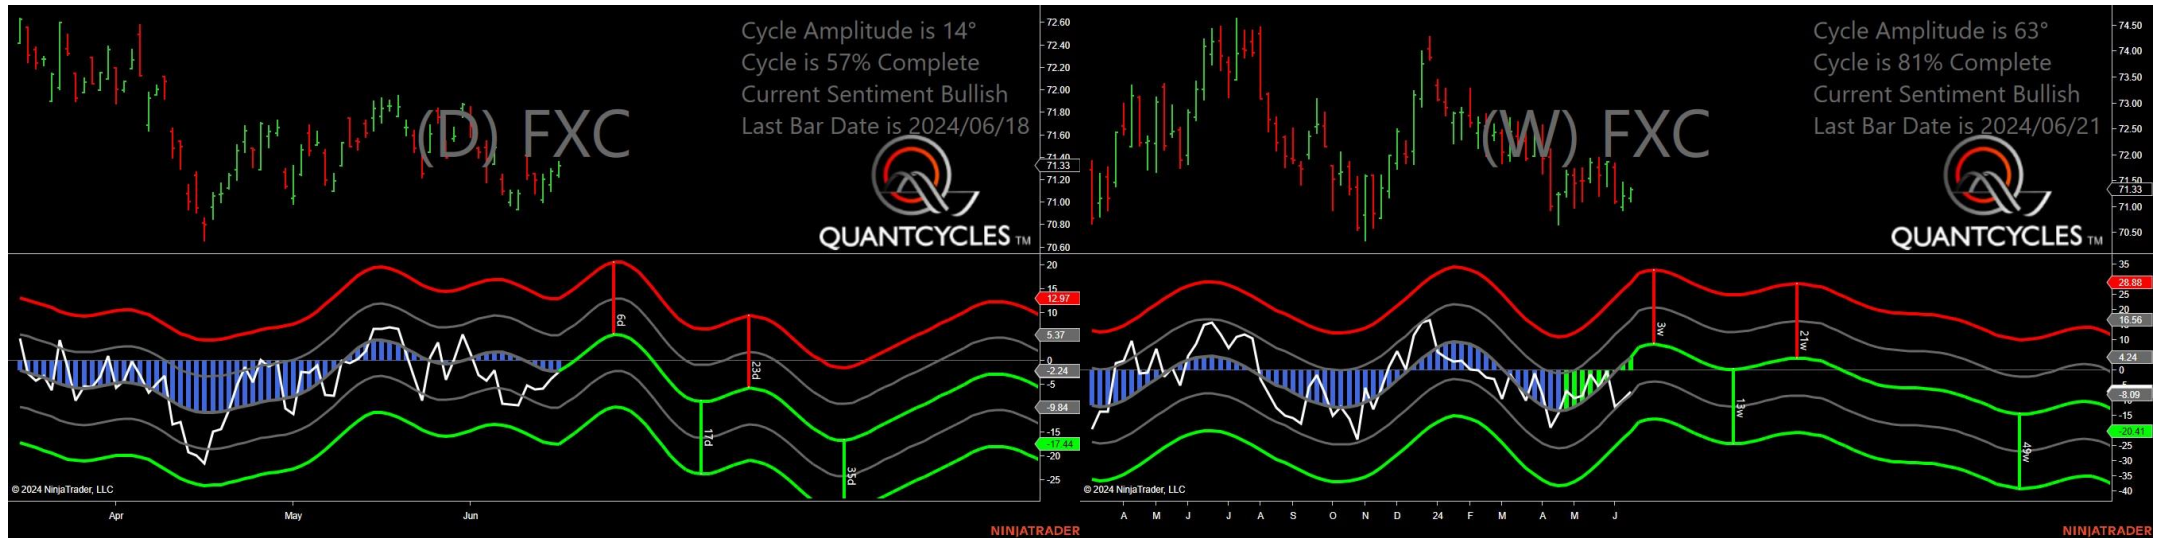 Cycle Amplitude is 14°
Cycle is 57% Complete
Current Sentiment Bullish
Last Bar Date is 2024/06/18
(D) FXC
QUANTCYCLES TM
72.60
72.40
72.20
72.00
71.80
71.60
71.40
71.33
71.20
71.00
70.80
70.60
20
15
12.97
10
5.37
0
-2.24
-5
-9.84
-15
-17.44
-20
-25
6d
17d
23d
35d
© 2024 NinjaTrader, LLC
Apr
May
Jun
NINJATRADER
Cycle Amplitude is 63°
Cycle is 81% Complete
Current Sentiment Bullish
Last Bar Date is 2024/06/21
(W) FXC
QUANTCYCLES TM
74.50
74.00
73.50
73.00
72.50
72.00
71.50
71.33
71.00
70.50
35
28.88
25
16.56
10
4.24
0
-8.09
-15
-20.41
-25
-30
-35
-40
3w
13w
21w
49w
© 2024 NinjaTrader, LLC
A M J J A S O N D 24 F M A M J
NINJATRADER